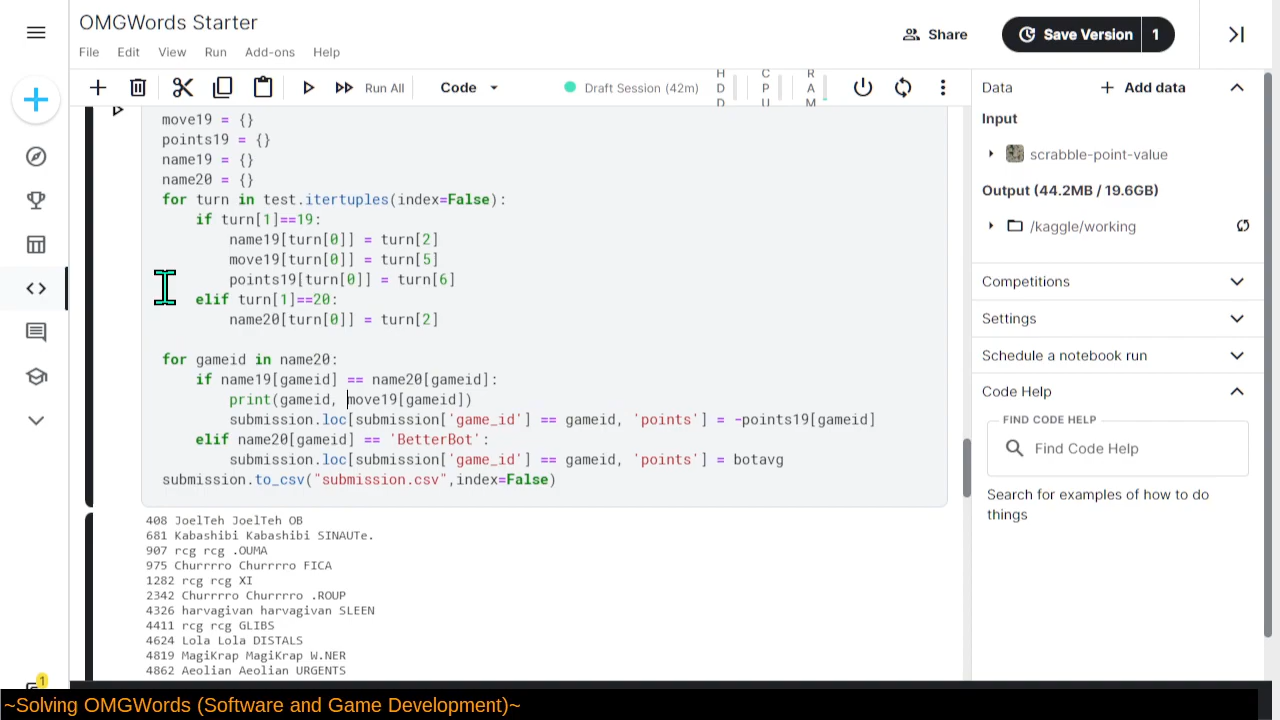 OMGWords Starter
File Edit View Run Add-ons Help
Share
Save Version 1
Run All
Code
Draft Session (42m)
H D D
C P U
R A M
move19 = {}
points19 = {}
name19 = {}
name20 = {}
for turn in test.itertuples(index=False):
if turn[1]==19:
name19[turn[0]] = turn[2]
move19[turn[0]] = turn[5]
points19[turn[0]] = turn[6]
elif turn[1]==20:
name20[turn[0]] = turn[2]
for gameid in name20:
if name19[gameid] == name20[gameid]:
print(gameid, move19[gameid])
submission.loc[submission['game_id'] == gameid, 'points'] = -points19[gameid]
elif name20[gameid] == 'BetterBot':
submission.loc[submission['game_id'] == gameid, 'points'] = botavg
submission.to_csv("submission.csv",index=False)
408 JoelTeh JoelTeh OB
681 Kabashibi Kabashibi SINAUTe.
907 rcg rcg .OUMA
975 Churrrro Churrrro FICA
1282 rcg rcg XI
2342 Churrrro Churrrro .ROUP
4326 harvagivan harvagivan SLEEN
4411 rcg rcg GLIBS
4624 Lola Lola DISTALS
4819 MagiKrap MagiKrap W.NER
4862 Aeolian Aeolian URGENTS
Data
Add data
Input
scrabble-point-value
Output (44.2MB / 19.6GB)
/kaggle/working
Competitions
Settings
Schedule a notebook run
Code Help
FIND CODE HELP
Find Code Help
Search for examples of how to do
things
1
~Solving OMGWords (Software and Game Development)~